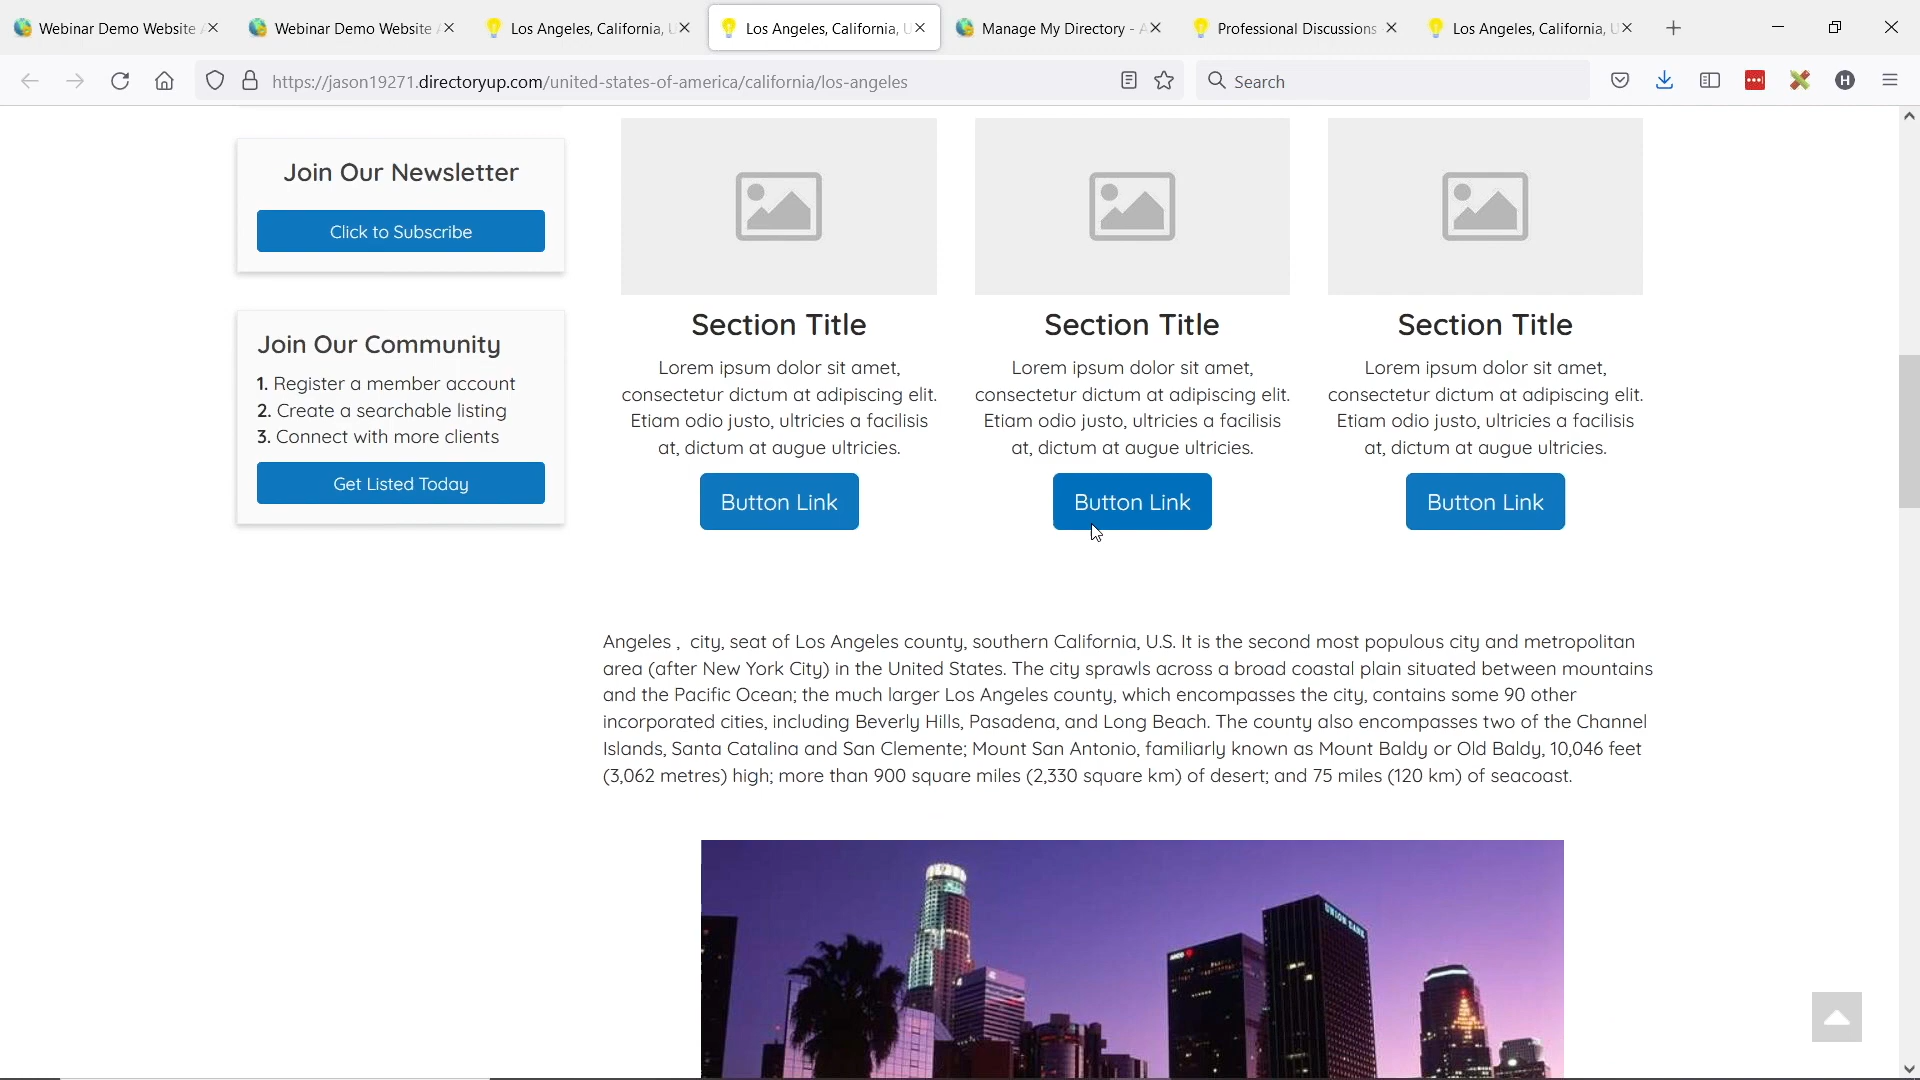 Webinar Demo Website
Webinar Demo Website
Los Angeles, California, U
Los Angeles, California, U
Manage My Directory - A
Professional Discussions
Los Angeles, California, U
https://jason19271.directoryup.com/united-states-of-america/california/los-angeles
Search
H
Join Our Newsletter
Click to Subscribe
Join Our Community
1. Register a member account
2. Create a searchable listing
3. Connect with more clients
Get Listed Today
Section Title
Lorem ipsum dolor sit amet,
consectetur dictum at adipiscing elit.
Etiam odio justo, ultricies a facilisis
at, dictum at augue ultricies.
Button Link
Section Title
Lorem ipsum dolor sit amet,
consectetur dictum at adipiscing elit.
Etiam odio justo, ultricies a facilisis
at, dictum at augue ultricies.
Button Link
Section Title
Lorem ipsum dolor sit amet,
consectetur dictum at adipiscing elit.
Etiam odio justo, ultricies a facilisis
at, dictum at augue ultricies.
Button Link
Angeles , city, seat of Los Angeles county, southern California, U.S. It is the second most populous city and metropolitan
area (after New York City) in the United States. The city sprawls across a broad coastal plain situated between mountains
and the Pacific Ocean; the much larger Los Angeles county, which encompasses the city, contains some 90 other
incorporated cities, including Beverly Hills, Pasadena, and Long Beach. The county also encompasses two of the Channel
Islands, Santa Catalina and San Clemente; Mount San Antonio, familiarly known as Mount Baldy or Old Baldy, 10,046 feet
(3,062 metres) high; more than 900 square miles (2,330 square km) of desert; and 75 miles (120 km) of seacoast.
UNION BANK
ARCO